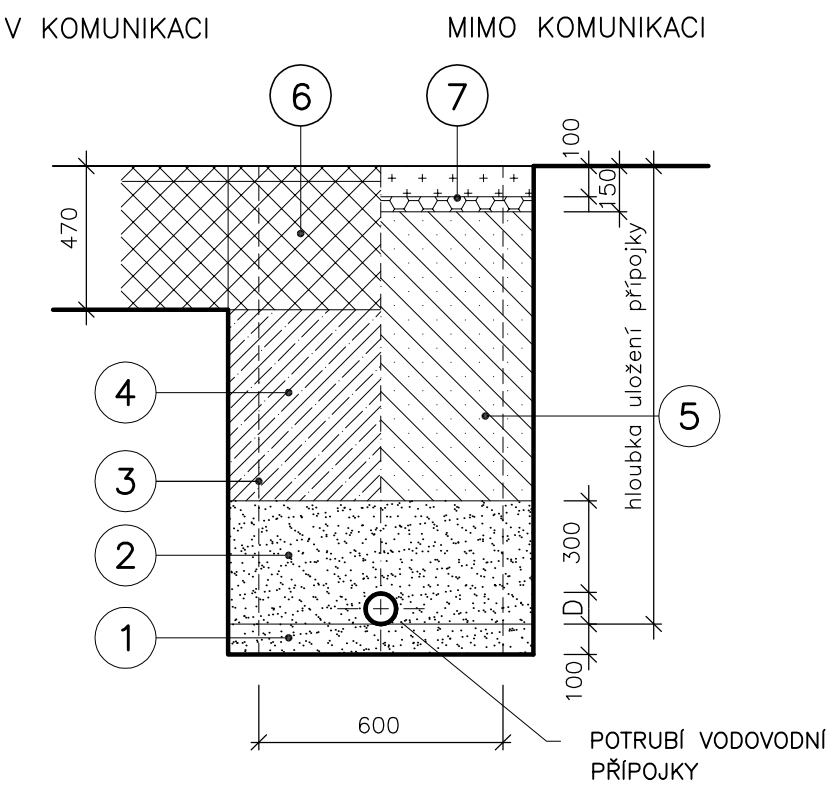 V KOMUNIKACI
MIMO KOMUNIKACI
6
7
100
150
470
hloubka uložení přípojky
4
5
3
2
300
D
1
100
600
POTRUBÍ VODOVODNÍ
PŘÍPOJKY